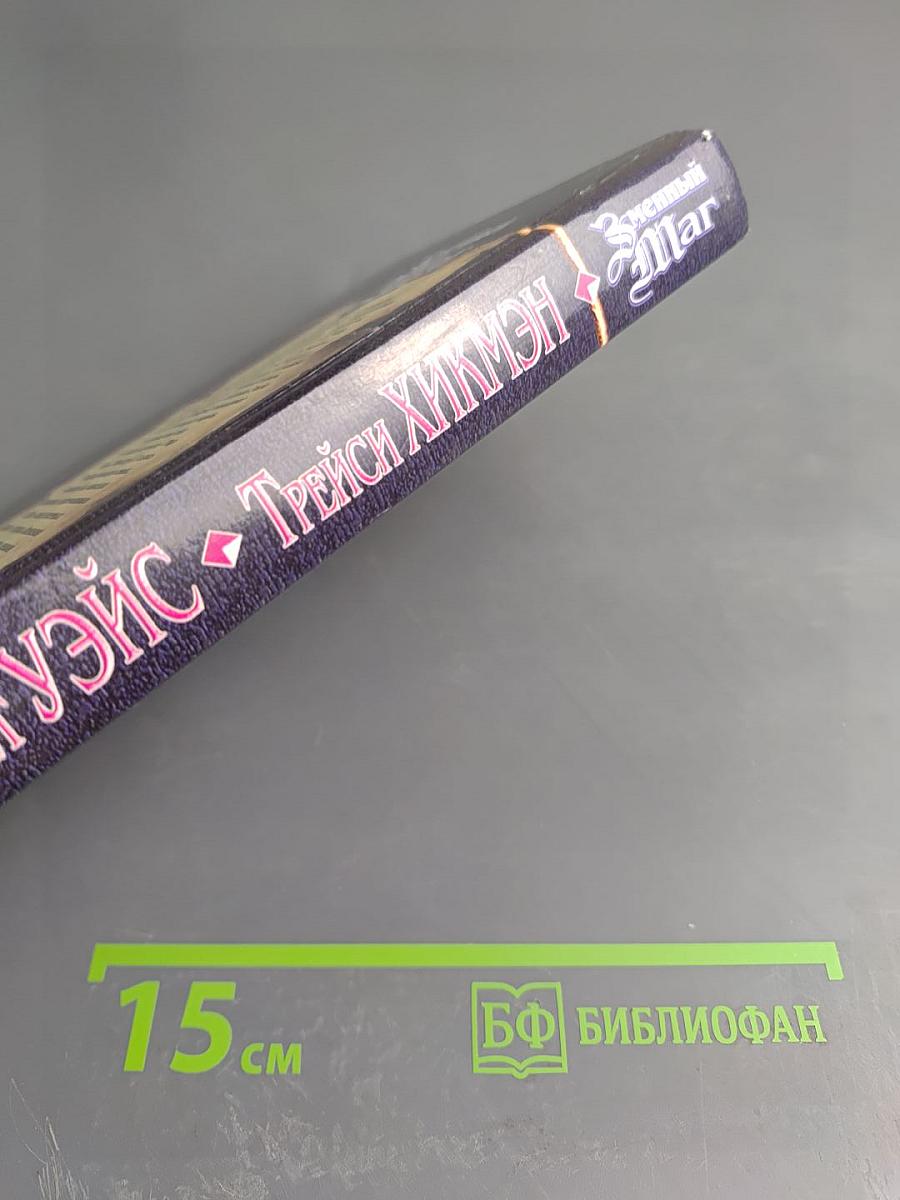 УЭЙС ◆ Трейси ХИКМЭН ◆
Змеиный
Маг
15 см
БФ БИБЛИОФАН